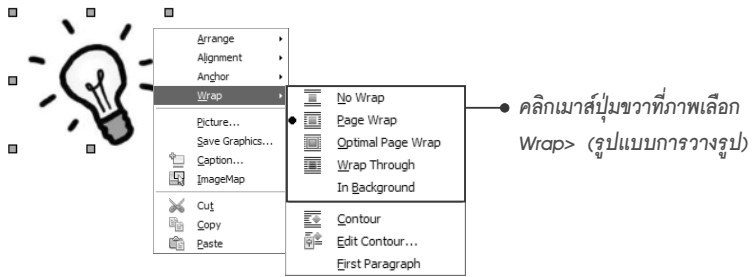 Arrange
Alignment
Anchor
Wrap
Picture...
Save Graphics...
Caption...
ImageMap
Cut
Copy
Paste
No Wrap
Page Wrap
Optimal Page Wrap
Wrap Through
In Background
Contour
Edit Contour...
First Paragraph
คลิกเมาส์ปุ่มขวาที่ภาพเลือก
Wrap> (รูปแบบการวางรูป)